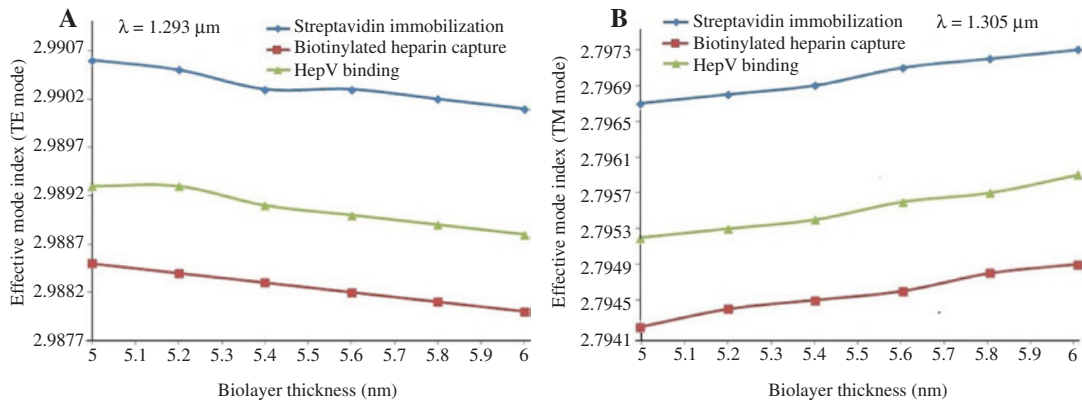 A
λ = 1.293 μm
Streptavidin immobilization
Biotinylated heparin capture
HepV binding
Effective mode index (TE mode)
2.9907
2.9902
2.9897
2.9892
2.9887
2.9882
2.9877
5 5.1 5.2 5.3 5.4 5.5 5.6 5.7 5.8 5.9 6
Biolayer thickness (nm)
B
Streptavidin immobilization
λ = 1.305 μm
Biotinylated heparin capture
HepV binding
Effective mode index (TM mode)
2.7973
2.7969
2.7965
2.7961
2.7957
2.7953
2.7949
2.7945
2.7941
5 5.1 5.2 5.3 5.4 5.5 5.6 5.7 5.8 5.9 6
Biolayer thickness (nm)